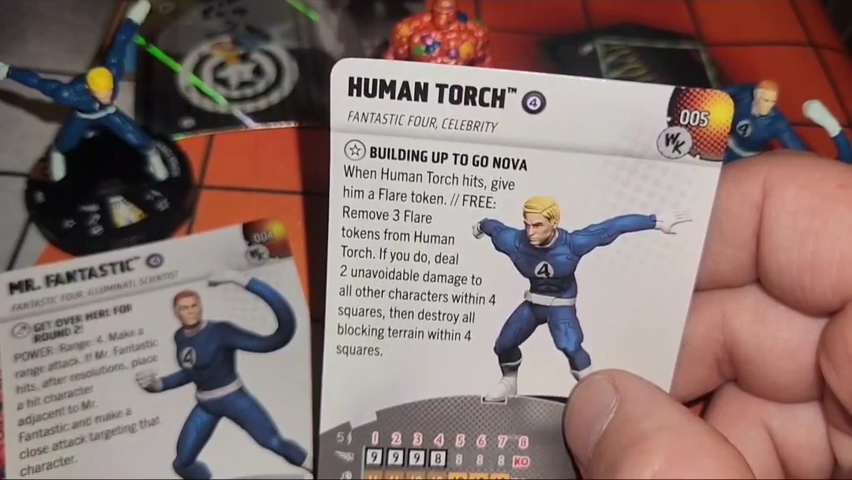 HUMAN TORCH™ 4
FANTASTIC FOUR, CELEBRITY
005
WK
BUILDING UP TO GO NOVA
When Human Torch hits, give
him a Flare token. // FREE:
Remove 3 Flare
tokens from Human
Torch. If you do, deal
2 unavoidable damage to
all other characters within 4
squares, then destroy all
blocking terrain within 4
squares.
4
5 1 2 3 4 5 6 7 8
9 9 9 8 8 8 8 KO
MR. FANTASTIC™ 4
FANTASTIC FOUR, ILLUMINATI, SCIENTIST
004
WK
GET OVER HERE FOR
ROUND 2!
POWER: Range: 4. Make a
range attack. If Mr. Fantastic
hits, after resolutions, place
a hit character
adjacent to Mr.
Fantastic and make a
close attack targeting that
character.
4
4